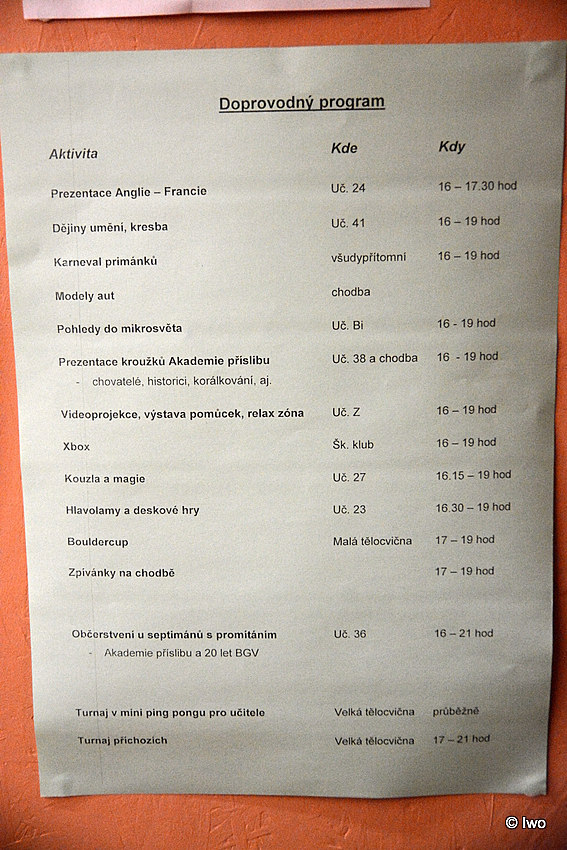 Doprovodný program
Aktivita Kde Kdy
Prezentace Anglie – Francie Uč. 24 16 – 17.30 hod
Dějiny umění, kresba Uč. 41 16 – 19 hod
Karneval primánků všudypřítomní 16 – 19 hod
Modely aut chodba
Pohledy do mikrosvěta Uč. Bi 16 - 19 hod
Prezentace kroužků Akademie příslibu Uč. 38 a chodba 16 - 19 hod
- chovatelé, historici, korálkování, aj.
Videoprojekce, výstava pomůcek, relax zóna Uč. Z 16 – 19 hod
Xbox Šk. klub 16 – 19 hod
Kouzla a magie Uč. 27 16.15 – 19 hod
Hlavolamy a deskové hry Uč. 23 16.30 – 19 hod
Bouldercup Malá tělocvična 17 – 19 hod
Zpívánky na chodbě 17 – 19 hod
Občerstvení u septimánů s promítáním Uč. 36 16 – 21 hod
- Akademie příslibu a 20 let BGV
Turnaj v mini ping pongu pro učitele Velká tělocvična průběžně
Turnaj příchozích Velká tělocvična 17 – 21 hod
© Iwo